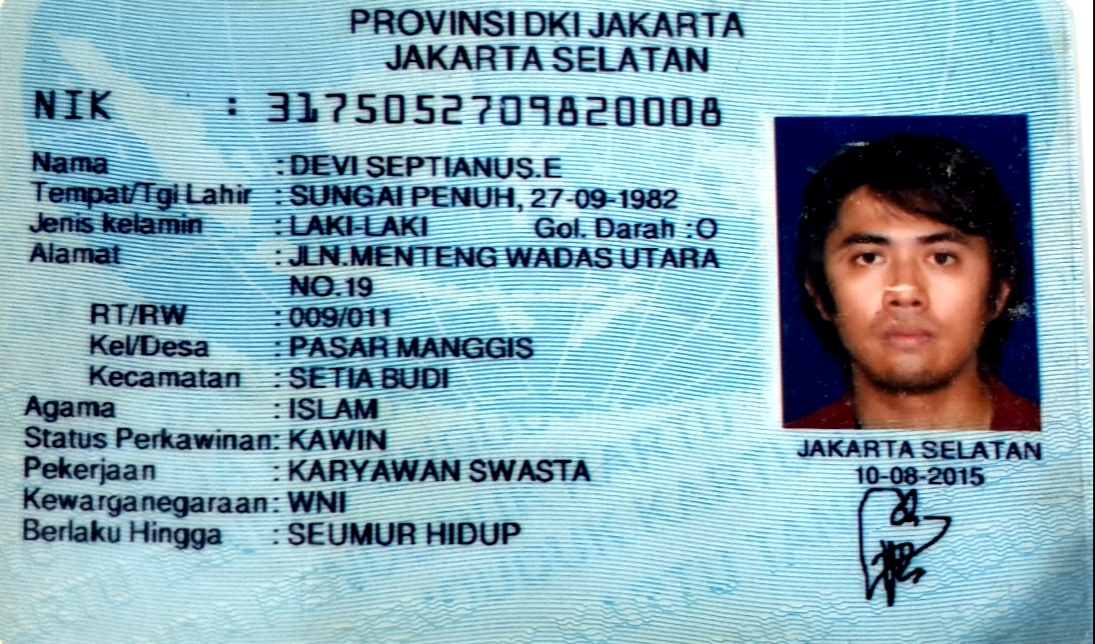 PROVINSI DKI JAKARTA
JAKARTA SELATAN
NIK : 3175052709820008
Nama : DEVI SEPTIANUS.E
Tempat/Tgl Lahir : SUNGAI PENUH, 27-09-1982
Jenis kelamin : LAKI-LAKI Gol. Darah : O
Alamat : JLN.MENTENG WADAS UTARA
NO.19
RT/RW : 009/011
Kel/Desa : PASAR MANGGIS
Kecamatan : SETIA BUDI
Agama : ISLAM
Status Perkawinan: KAWIN
Pekerjaan : KARYAWAN SWASTA
Kewarganegaraan: WNI
Berlaku Hingga : SEUMUR HIDUP
JAKARTA SELATAN
10-08-2015